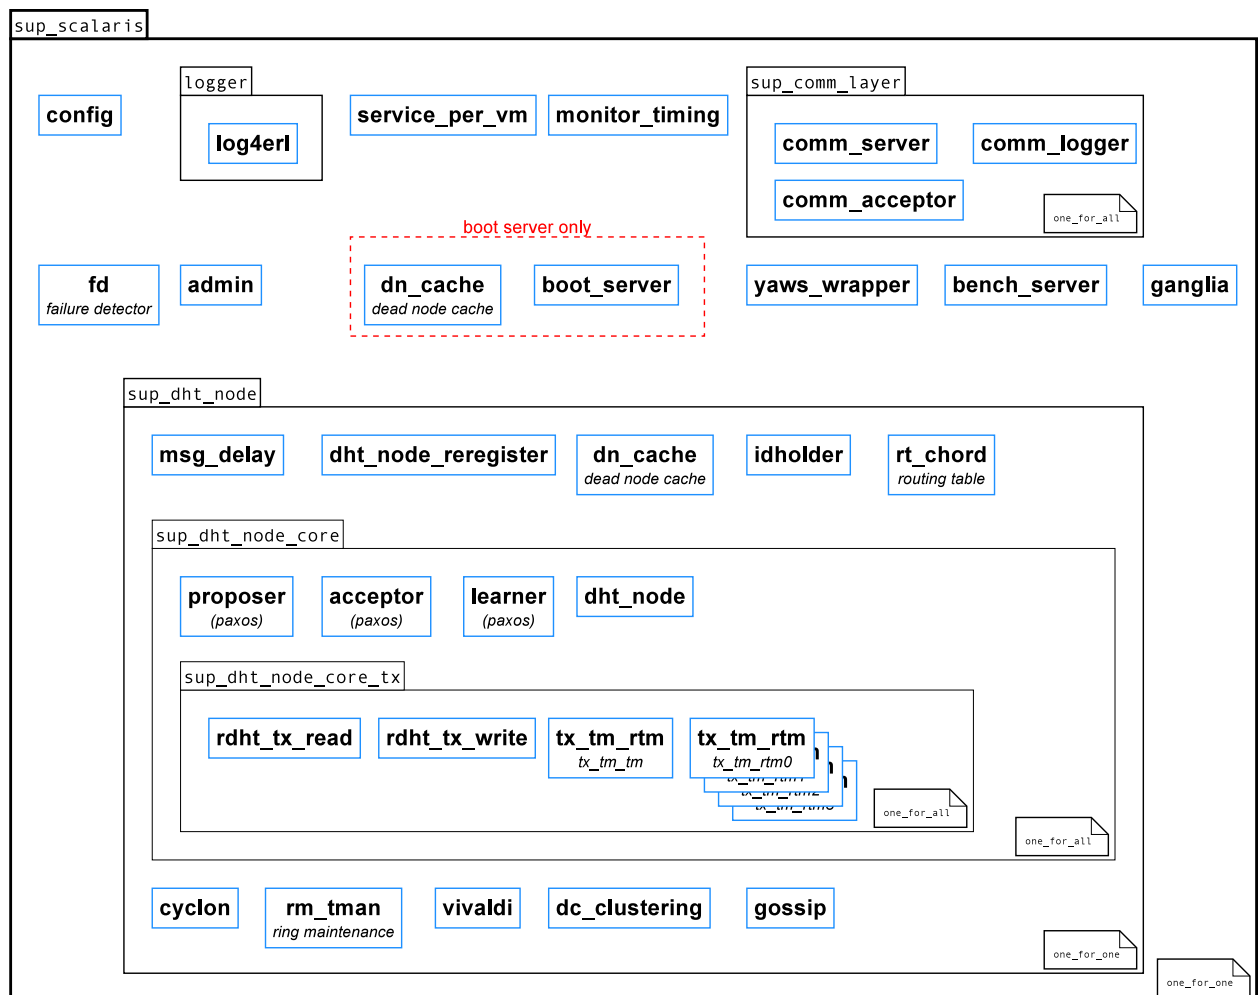 sup_scalaris
logger
sup_comm_layer
config
service_per_vm
monitor_timing
log4erl
comm_server
comm_logger
comm_acceptor
one_for_all
boot server only
fd
failure detector
admin
dn_cache
dead node cache
boot_server
yaws_wrapper
bench_server
ganglia
sup_dht_node
msg_delay
dht_node_reregister
dn_cache
dead node cache
idholder
rt_chord
routing table
sup_dht_node_core
proposer
(paxos)
acceptor
(paxos)
learner
(paxos)
dht_node
sup_dht_node_core_tx
rdht_tx_read
rdht_tx_write
tx_tm_rtm
tx_tm_tm
tx_tm_rtm
tx_tm_rtm0
tx_tm_rtm1
tx_tm_rtm2
tx_tm_rtm3
one_for_all
one_for_all
cyclon
rm_tman
ring maintenance
vivaldi
dc_clustering
gossip
one_for_one
one_for_one